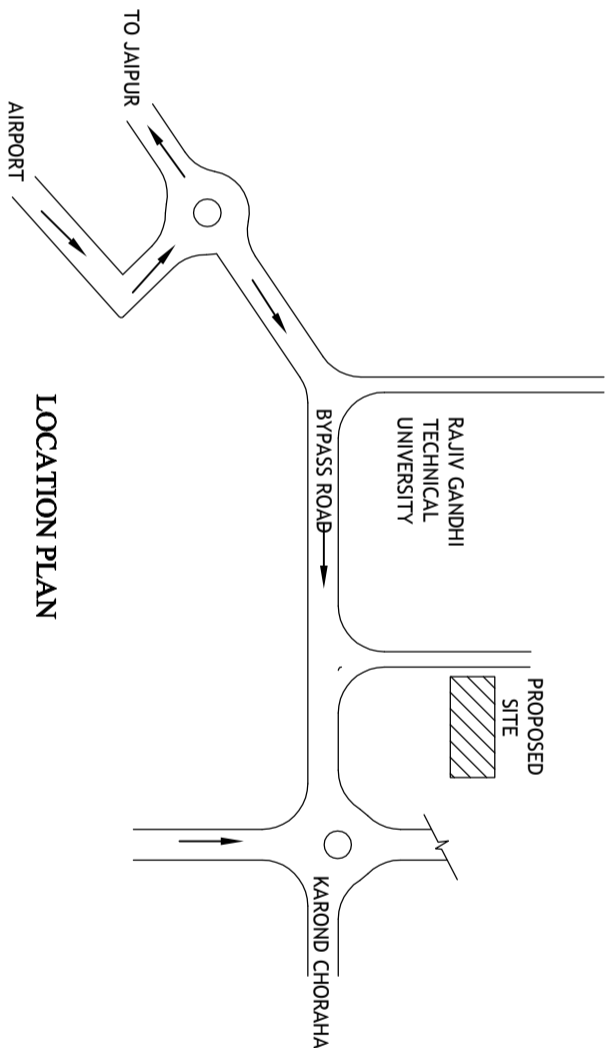 TO JAIPUR
AIRPORT
RAJIV GANDHI
TECHNICAL
UNIVERSITY
BYPASS ROAD
PROPOSED
SITE
KAROND CHORAHA
LOCATION PLAN